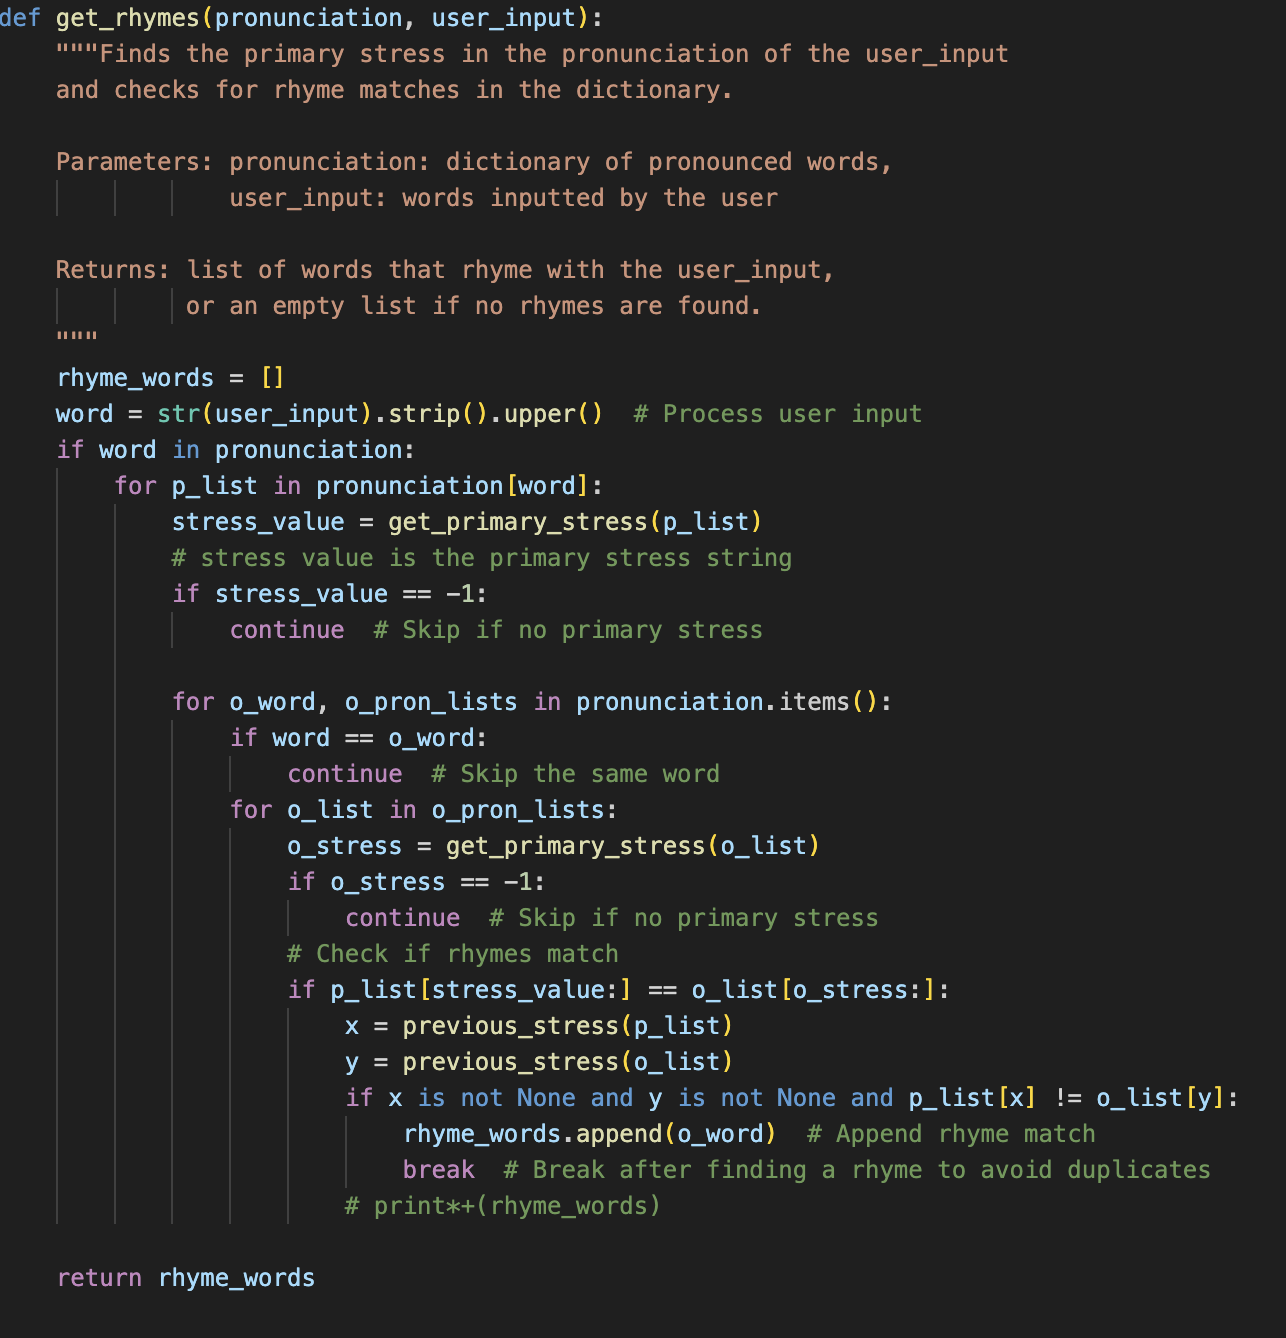 def get_rhymes(pronunciation, user_input):
    """Finds the primary stress in the pronunciation of the user_input
    and checks for rhyme matches in the dictionary.

    Parameters: pronunciation: dictionary of pronounced words,
                user_input: words inputted by the user

    Returns: list of words that rhyme with the user_input,
             or an empty list if no rhymes are found.
    """
    rhyme_words = []
    word = str(user_input).strip().upper()  # Process user input
    if word in pronunciation:
        for p_list in pronunciation[word]:
            stress_value = get_primary_stress(p_list)
            # stress value is the primary stress string
            if stress_value == -1:
                continue  # Skip if no primary stress

            for o_word, o_pron_lists in pronunciation.items():
                if word == o_word:
                    continue  # Skip the same word
                for o_list in o_pron_lists:
                    o_stress = get_primary_stress(o_list)
                    if o_stress == -1:
                        continue  # Skip if no primary stress
                    # Check if rhymes match
                    if p_list[stress_value:] == o_list[o_stress:]:
                        x = previous_stress(p_list)
                        y = previous_stress(o_list)
                        if x is not None and y is not None and p_list[x] != o_list[y]:
                            rhyme_words.append(o_word)  # Append rhyme match
                            break  # Break after finding a rhyme to avoid duplicates
                        # print*+(rhyme_words)

    return rhyme_words